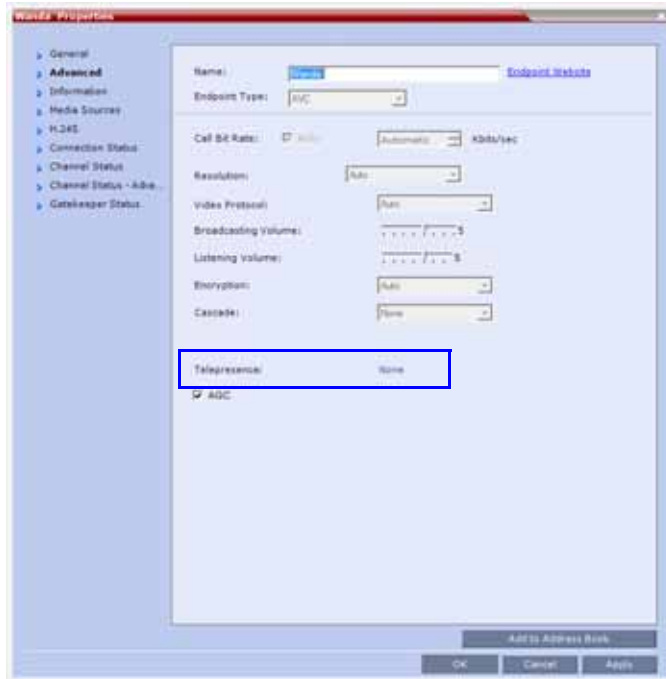 Wanda Properties
General
Advanced
Information
Media Sources
H.245
Connection Status
Channel Status
Channel Status - Adva...
Gatekeeper Status
Name: Wanda Endpoint Website
Endpoint Type: AVC
Call Bit Rate: Auto Automatic Kbits/sec
Resolution: Auto
Video Protocol: Auto
Broadcasting Volume: 5
Listening Volume: 5
Encryption: Auto
Cascade: None
Telepresence: None
AGC
Add to Address Book
OK Cancel Apply